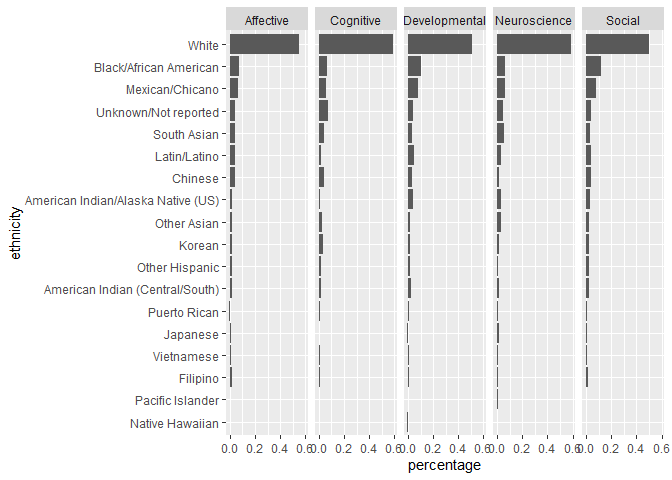 Affective Cognitive Developmental Neuroscience Social
White
Black/African American
Mexican/Chicano
Unknown/Not reported
South Asian
Latin/Latino
Chinese
American Indian/Alaska Native (US)
Other Asian
Korean
Other Hispanic
American Indian (Central/South)
Puerto Rican
Japanese
Vietnamese
Filipino
Pacific Islander
Native Hawaiian
ethnicity
0.0 0.2 0.4 0.6 0.0 0.2 0.4 0.6 0.0 0.2 0.4 0.6 0.0 0.2 0.4 0.6 0.0 0.2 0.4 0.6
percentage